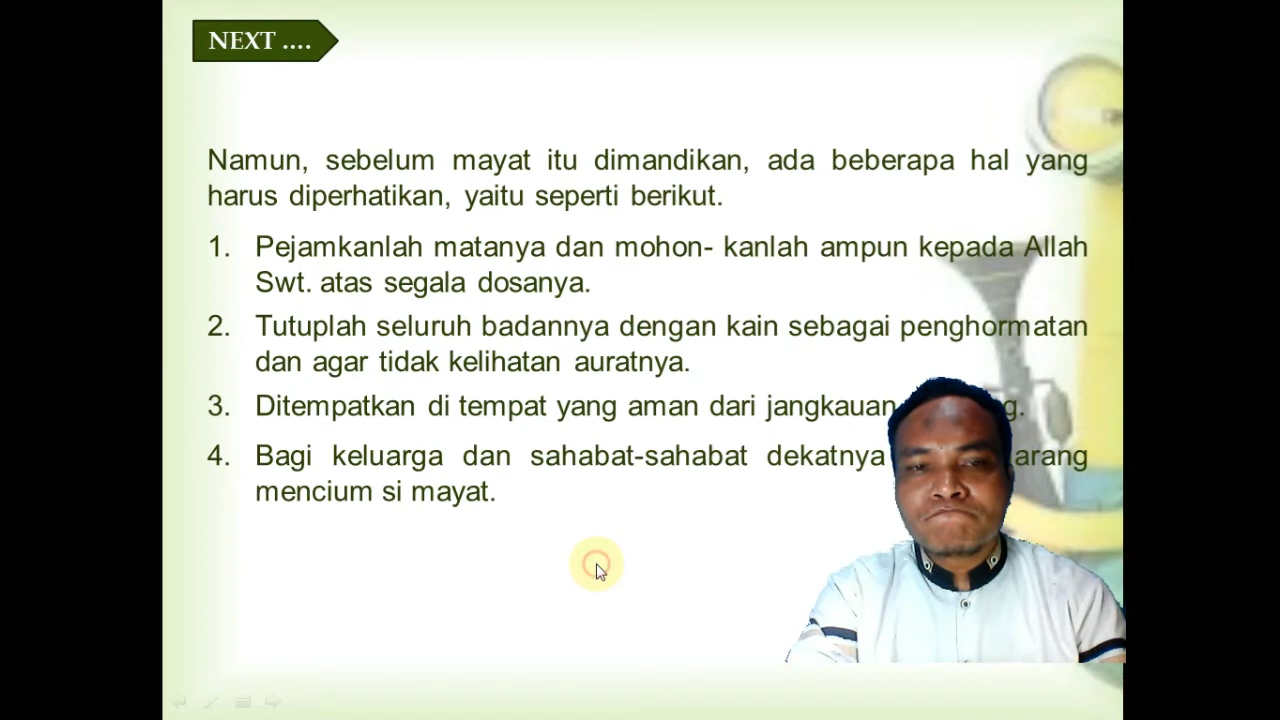 NEXT ....
Namun, sebelum mayat itu dimandikan, ada beberapa hal yang
harus diperhatikan, yaitu seperti berikut.
1. Pejamkanlah matanya dan mohon- kanlah ampun kepada Allah
Swt. atas segala dosanya.
2. Tutuplah seluruh badannya dengan kain sebagai penghormatan
dan agar tidak kelihatan auratnya.
3. Ditempatkan di tempat yang aman dari jangkauan
4. Bagi keluarga dan sahabat-sahabat dekatnya
mencium si mayat.